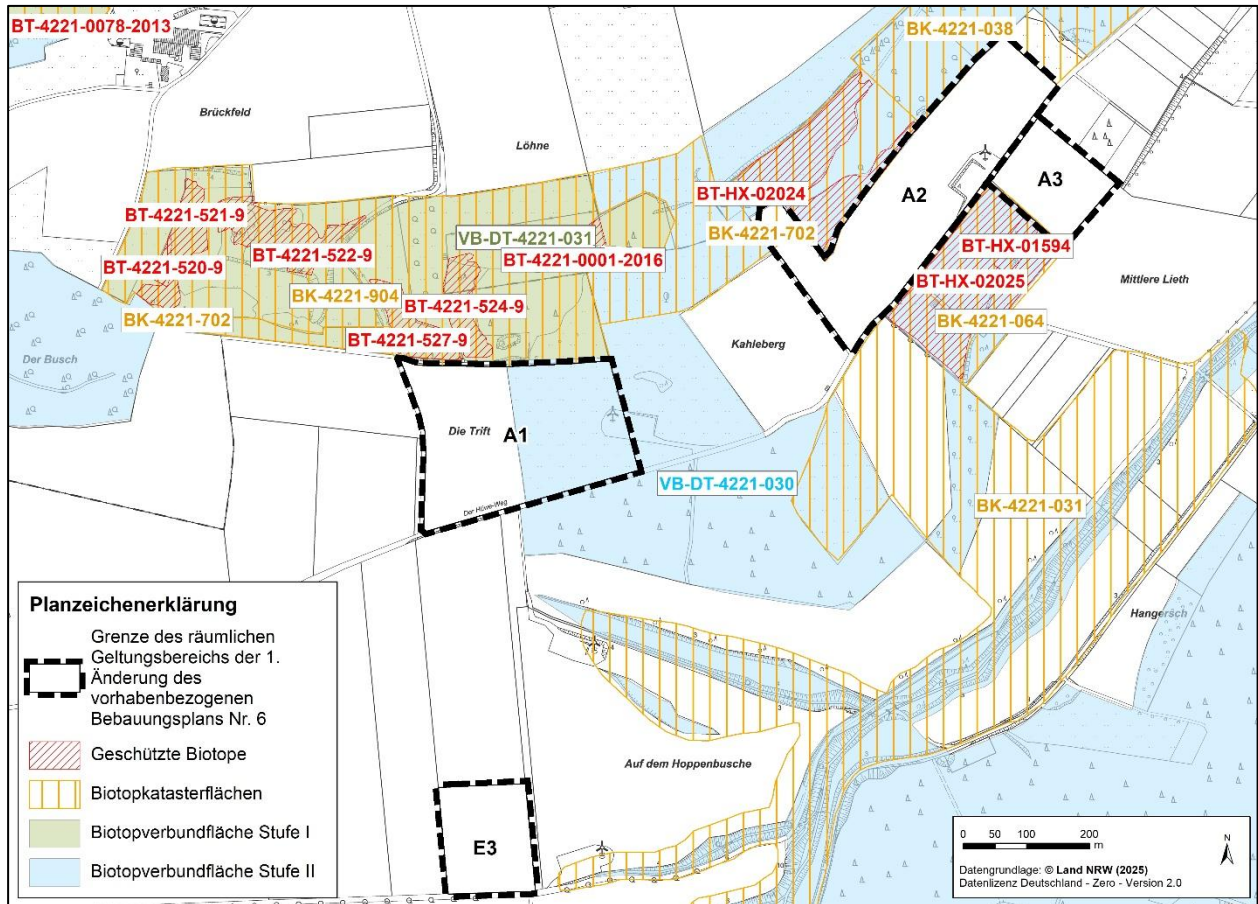 BT-4221-0078-2013
BK-4221-038
Brückfeld
Löhne
A2
A3
BT-HX-02024
BK-4221-702
BT-4221-521-9
VB-DT-4221-031
BT-HX-01594
BT-4221-520-9
BT-4221-522-9
BT-4221-0001-2016
BT-HX-02025
Mittlere Lieth
BK-4221-904
BT-4221-524-9
BK-4221-702
BK-4221-064
BT-4221-527-9
Kahleberg
Der Busch
Die Trift
A1
VB-DT-4221-030
BK-4221-031
Der Hüwe-Weg
Hangersch
Auf dem Hoppenbusche
E3
Planzeichenerklärung
Grenze des räumlichen
Geltungsbereichs der 1.
Änderung des
vorhabenbezogenen
Bebauungsplans Nr. 6
Geschützte Biotope
Biotopkatasterflächen
Biotopverbundfläche Stufe I
Biotopverbundfläche Stufe II
0 50 100 200
m
N
Datengrundlage: © Land NRW (2025)
Datenlizenz Deutschland - Zero - Version 2.0